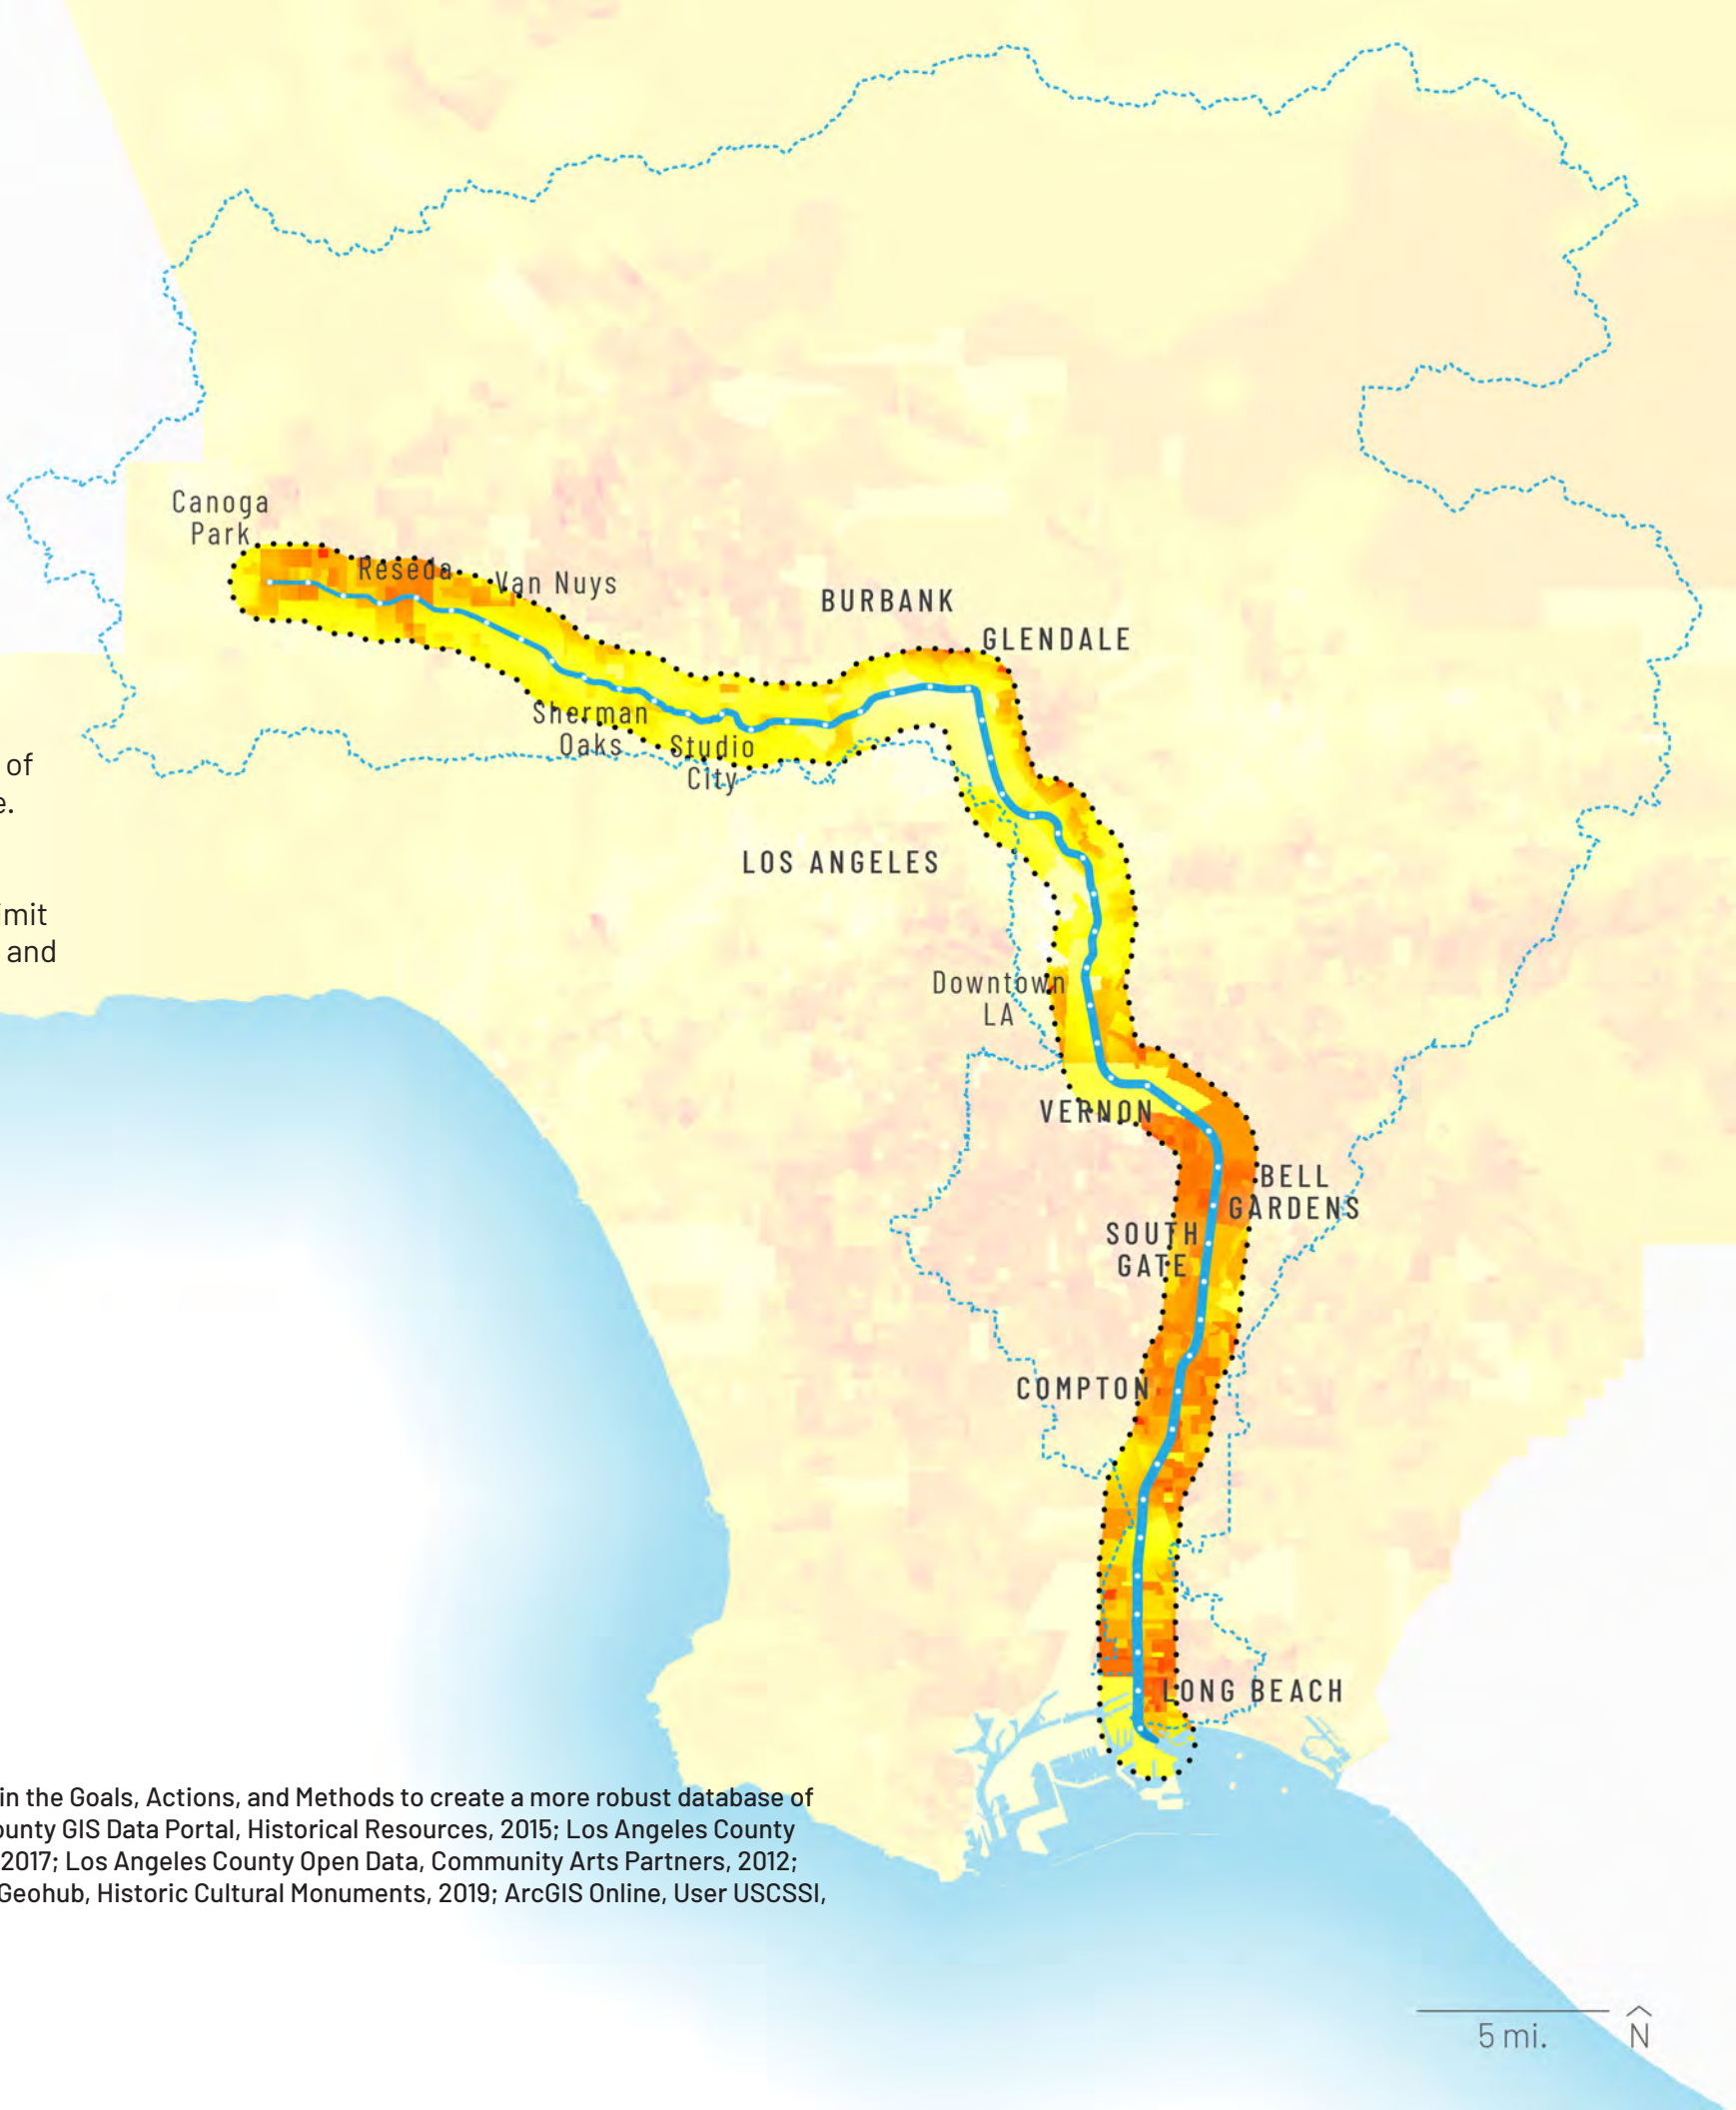 Canoga
Park
Reseda
Van Nuys
BURBANK
GLENDALE
Sherman
Oaks
Studio
City
of
e.
LOS ANGELES
imit
and
Downtown
LA
VERNON
BELL
GARDENS
SOUTH
GATE
COMPTON
LONG BEACH
in the Goals, Actions, and Methods to create a more robust database of
ounty GIS Data Portal, Historical Resources, 2015; Los Angeles County
2017; Los Angeles County Open Data, Community Arts Partners, 2012;
Geohub, Historic Cultural Monuments, 2019; ArcGIS Online, User USCSSI,
5 mi.
N